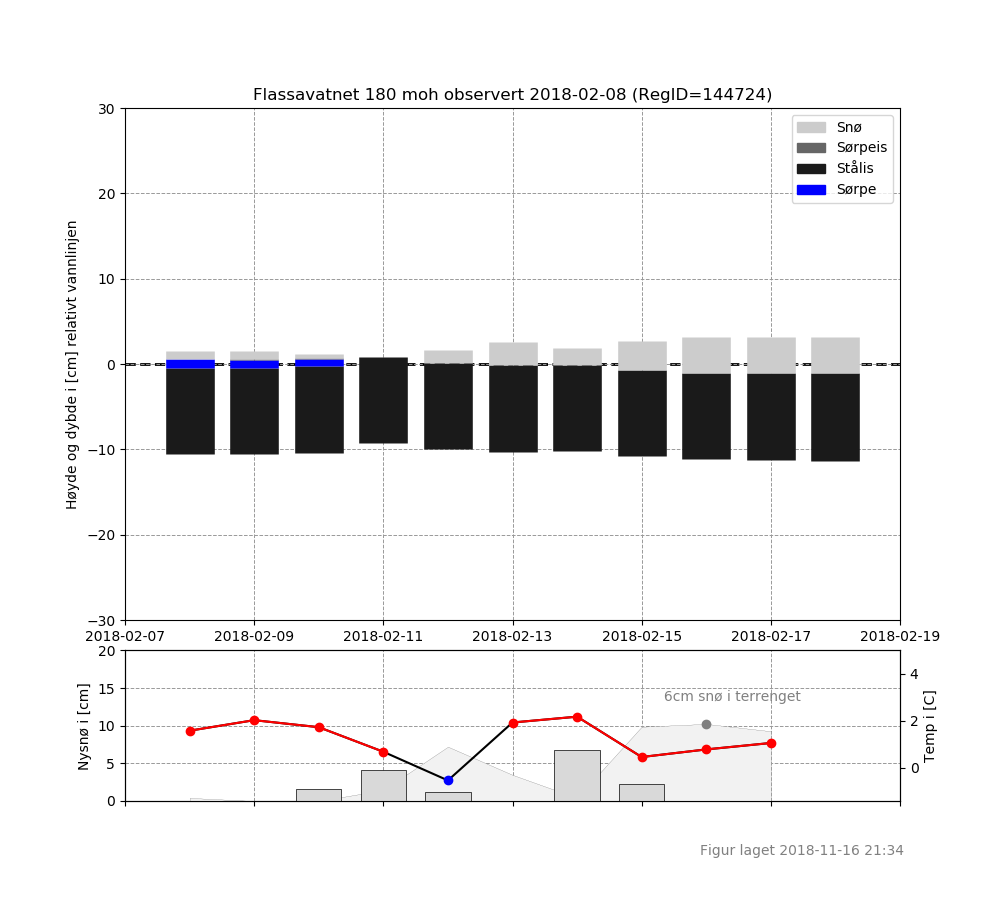 Flassavatnet 180 moh observert 2018-02-08 (RegID=144724)
Høyde og dybde i [cm] relativt vannlinjen
30
20
10
0
−10
−20
−30
Snø
Sørpeis
Stålis
Sørpe
2018-02-07 2018-02-09 2018-02-11 2018-02-13 2018-02-15 2018-02-17 2018-02-19
Nysnø i [cm]
20
15
10
5
0
6cm snø i terrenget
4
2
0
Temp i [C]
Figur laget 2018-11-16 21:34